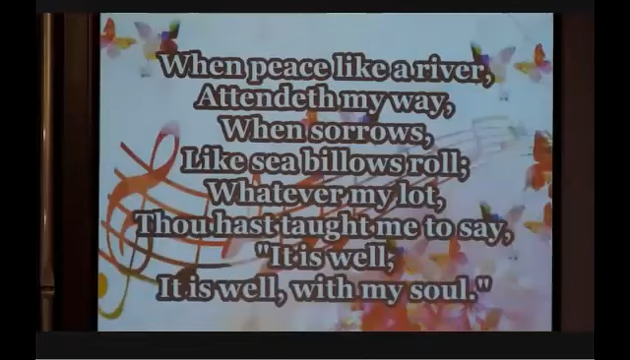 When peace like a river,
Attendeth my way,
When sorrows,
Like sea billows roll;
Whatever my lot,
Thou hast taught me to say,
"It is well;
It is well, with my soul."